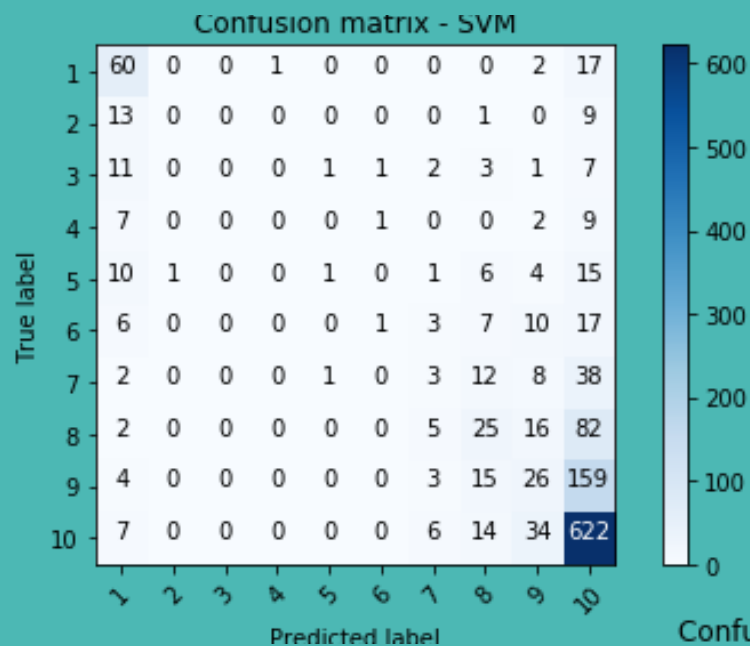 Confusion matrix - SVM
True label
1 60 0 0 1 0 0 0 0 2 17
2 13 0 0 0 0 0 0 1 0 9
3 11 0 0 0 1 1 2 3 1 7
4 7 0 0 0 0 1 0 0 2 9
5 10 1 0 0 1 0 1 6 4 15
6 6 0 0 0 0 1 3 7 10 17
7 2 0 0 0 1 0 3 12 8 38
8 2 0 0 0 0 0 5 25 16 82
9 4 0 0 0 0 0 3 15 26 159
10 7 0 0 0 0 0 6 14 34 622
1 2 3 4 5 6 7 8 9 10
Predicted label
600
500
400
300
200
100
0
Confu